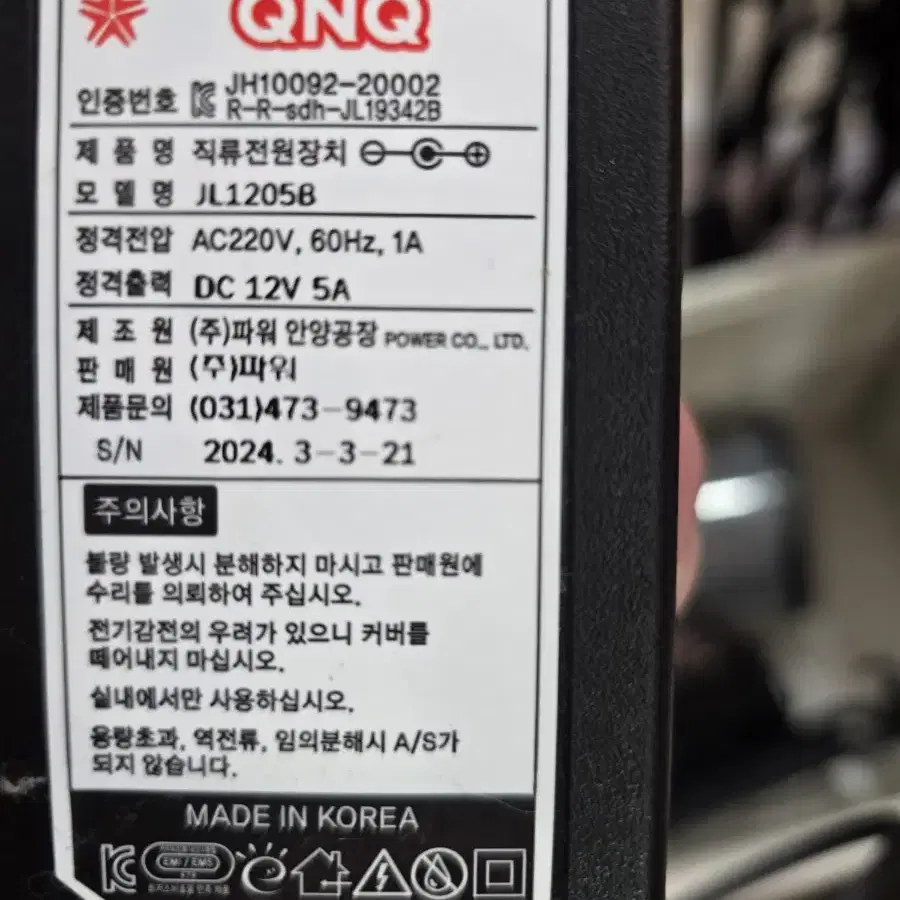 QNQ
인증번호 JH10092-20002
R-R-sdh-JL19342B
제 품 명 직류전원장치
모 델 명 JL1205B
정격전압 AC220V, 60Hz, 1A
정격출력 DC 12V 5A
제 조 원 (주)파워 안양공장 POWER CO., LTD.
판 매 원 (주)파워
제품문의 (031)473-9473
S/N 2024. 3-3-21
주의사항
불량 발생시 분해하지 마시고 판매원에
수리를 의뢰하여 주십시오.
전기감전의 우려가 있으니 커버를
떼어내지 마십시오.
실내에서만 사용하십시오.
용량초과, 역전류, 임의분해시 A/S가
되지 않습니다.
MADE IN KOREA
EMI / EMS